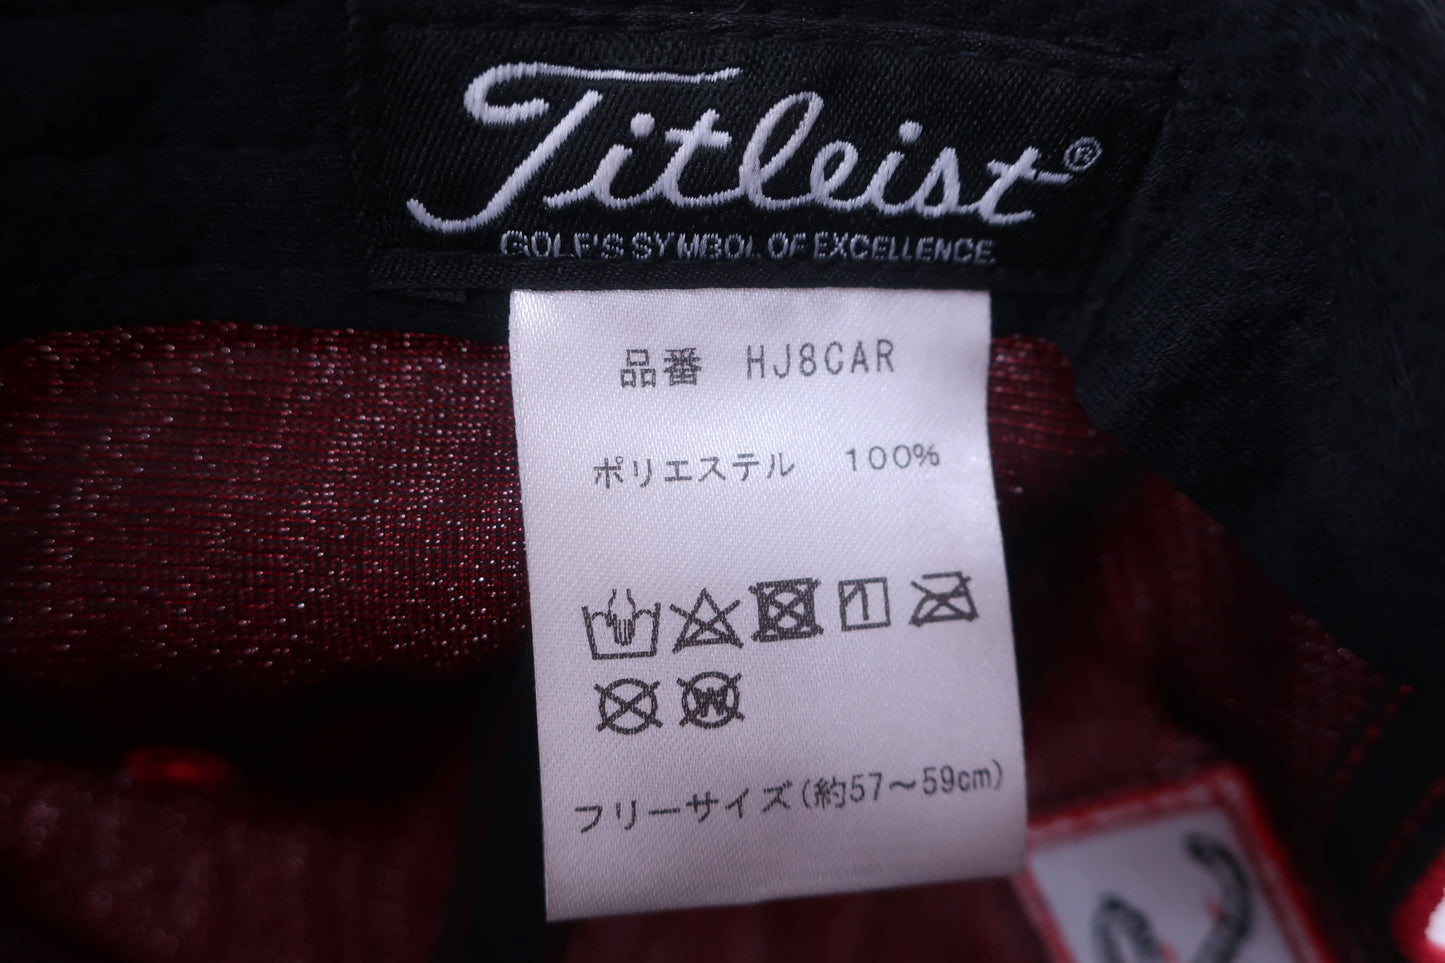 Titleist®
GOLF'S SYMBOL OF EXCELLENCE
品番 HJ8CAR
ポリエステル 100%
W
フリーサイズ(約57～59cm)